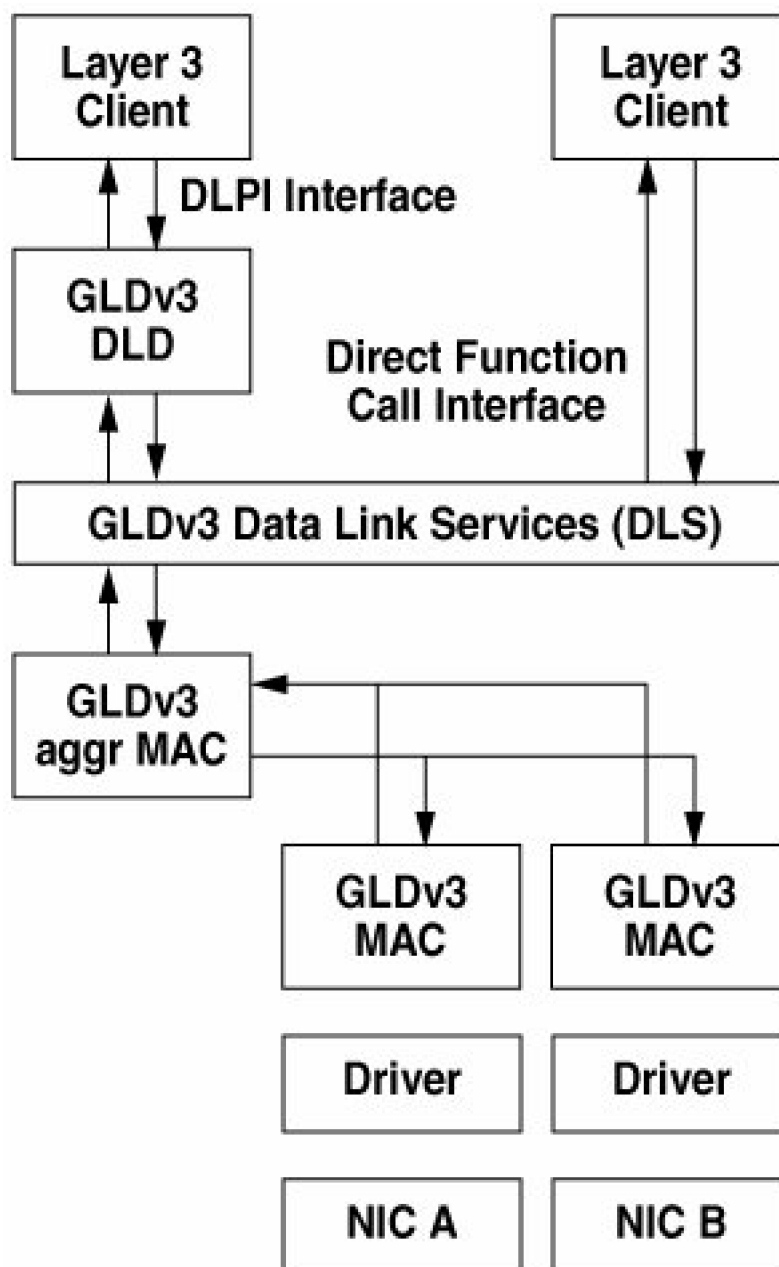 Layer 3
Client
Layer 3
Client
DLPI Interface
GLDv3
DLD
Direct Function
Call Interface
GLDv3 Data Link Services (DLS)
GLDv3
aggr MAC
GLDv3
MAC
GLDv3
MAC
Driver
Driver
NIC A
NIC B